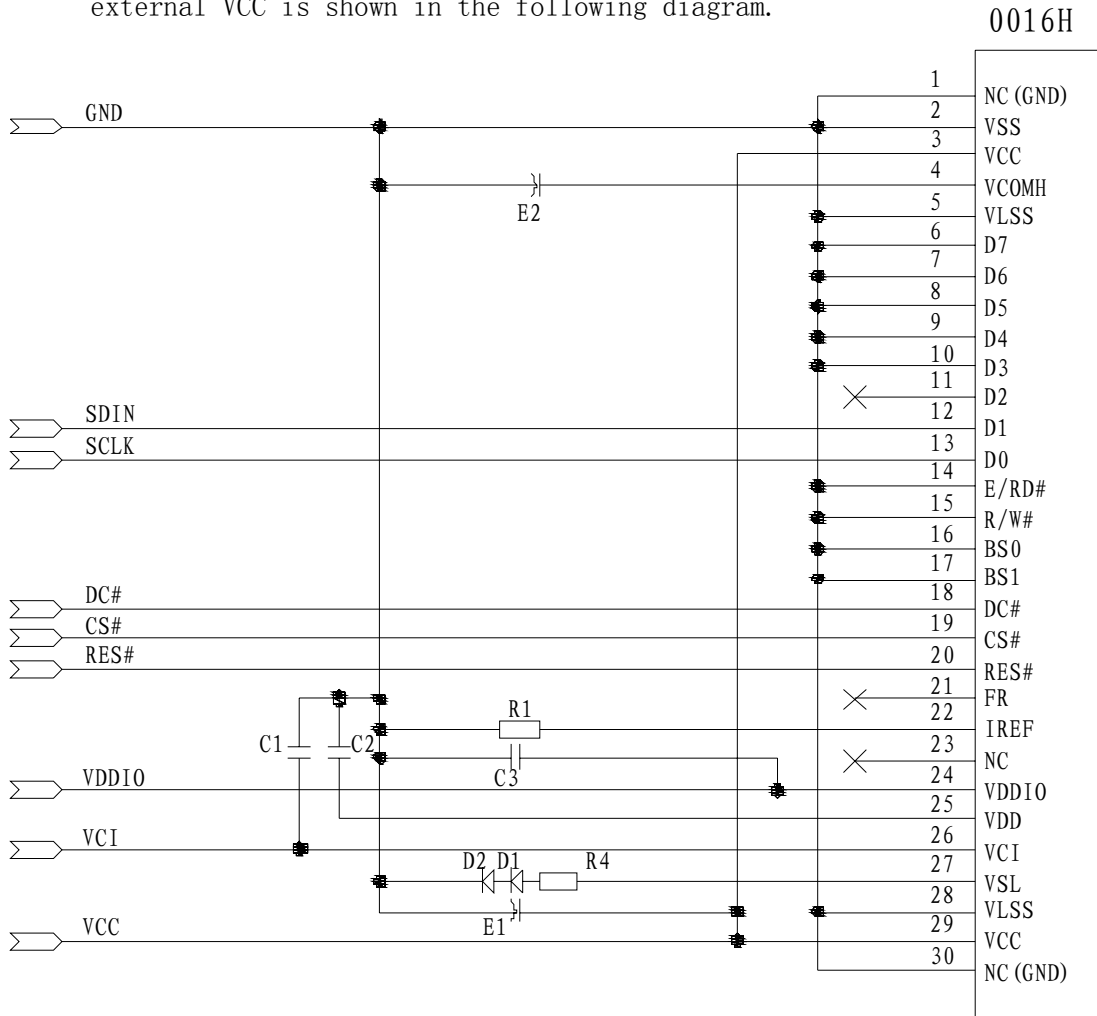 external VCC is shown in the following diagram.
0016H
1
NC(GND)
GND
2
VSS
3
VCC
4
VCOMH
E2
5
VLSS
6
D7
7
D6
8
D5
9
D4
10
D3
11
D2
SDIN
12
D1
SCLK
13
D0
14
E/RD#
15
R/W#
16
BS0
17
BS1
DC#
18
DC#
CS#
19
CS#
RES#
20
RES#
21
FR
R1
22
IREF
C1
C2
23
NC
C3
VDDIO
24
VDDIO
25
VDD
VCI
26
VCI
D2 D1 R4
27
VSL
28
VLSS
E1
VCC
29
VCC
30
NC(GND)